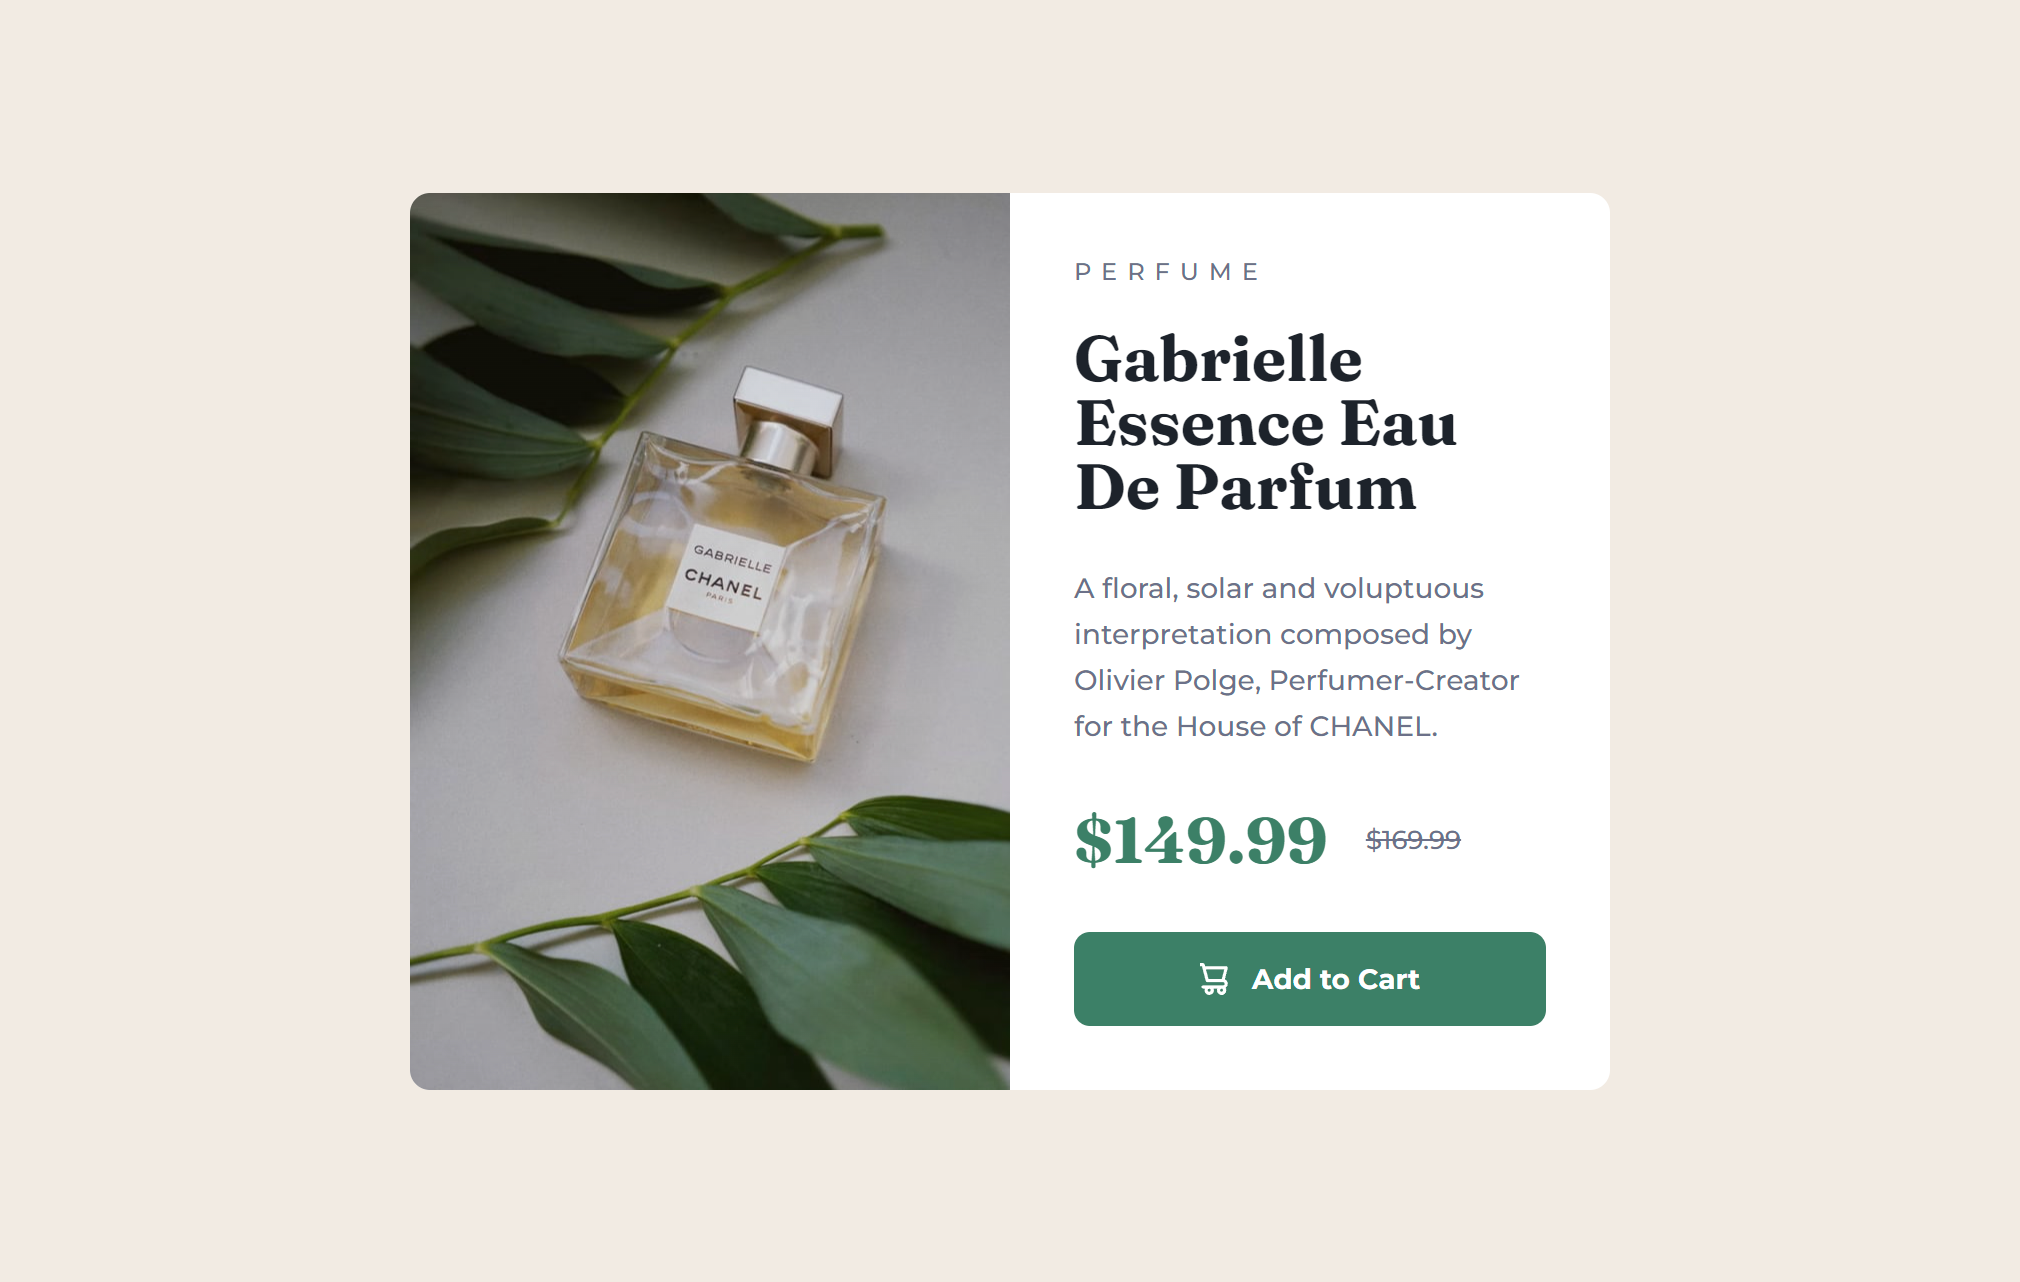 GABRIELLE
CHANEL
PARIS
PERFUME
Gabrielle
Essence Eau
De Parfum
A floral, solar and voluptuous
interpretation composed by
Olivier Polge, Perfumer-Creator
for the House of CHANEL.
$149.99 $169.99
Add to Cart